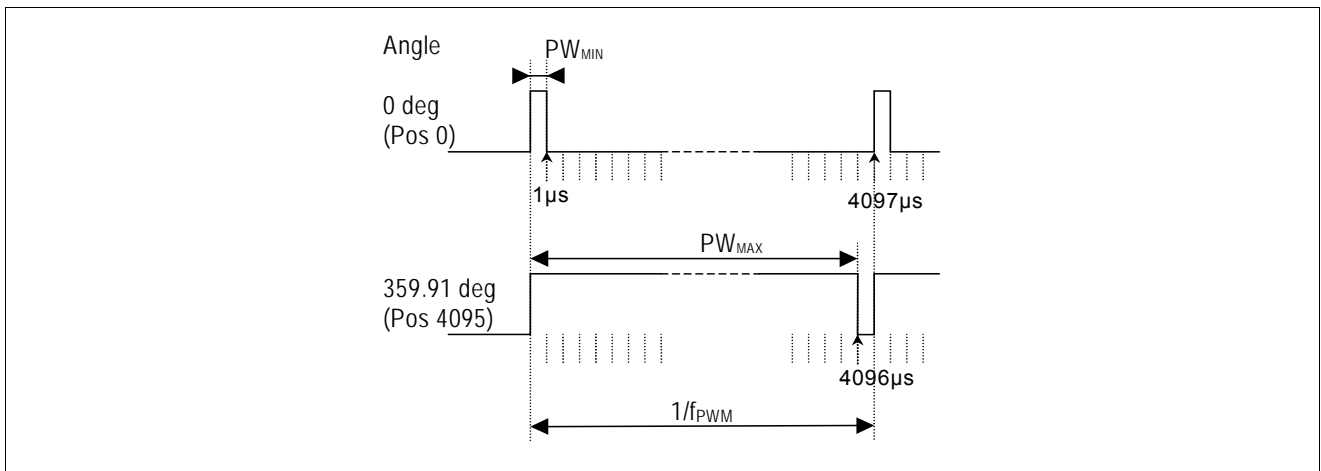 Angle
PWMIN
0 deg
(Pos 0)
1µs
4097µs
PWMAX
359.91 deg
(Pos 4095)
4096µs
1/fPWM